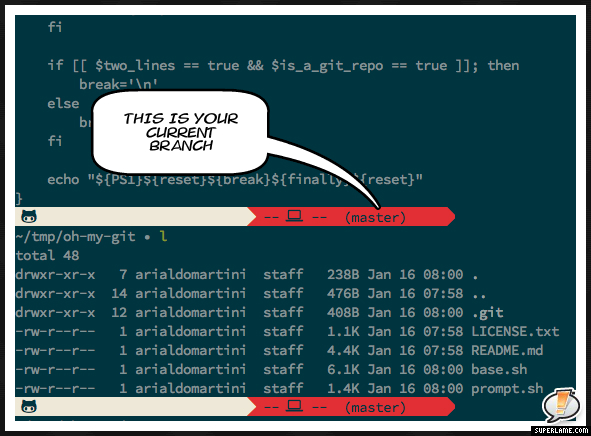 fi
if [[ $two_lines == true && $is_a_git_repo == true ]]; then
break='\n'
else
THIS IS YOUR
CURRENT
BRANCH
fi
echo "${PS1}${reset}${break}${finally}${reset}"
}
-- -- (master)
~/tmp/oh-my-git • l
total 48
drwxr-xr-x 7 arialdomartini staff 238B Jan 16 08:00 .
drwxr-xr-x 14 arialdomartini staff 476B Jan 16 07:58 ..
drwxr-xr-x 12 arialdomartini staff 408B Jan 16 08:00 .git
-rw-r--r-- 1 arialdomartini staff 1.1K Jan 16 07:58 LICENSE.txt
-rw-r--r-- 1 arialdomartini staff 4.4K Jan 16 07:58 README.md
-rw-r--r-- 1 arialdomartini staff 6.1K Jan 16 08:00 base.sh
-rw-r--r-- 1 arialdomartini staff 1.4K Jan 16 08:00 prompt.sh
-- -- (master)
SUPERLAME.COM